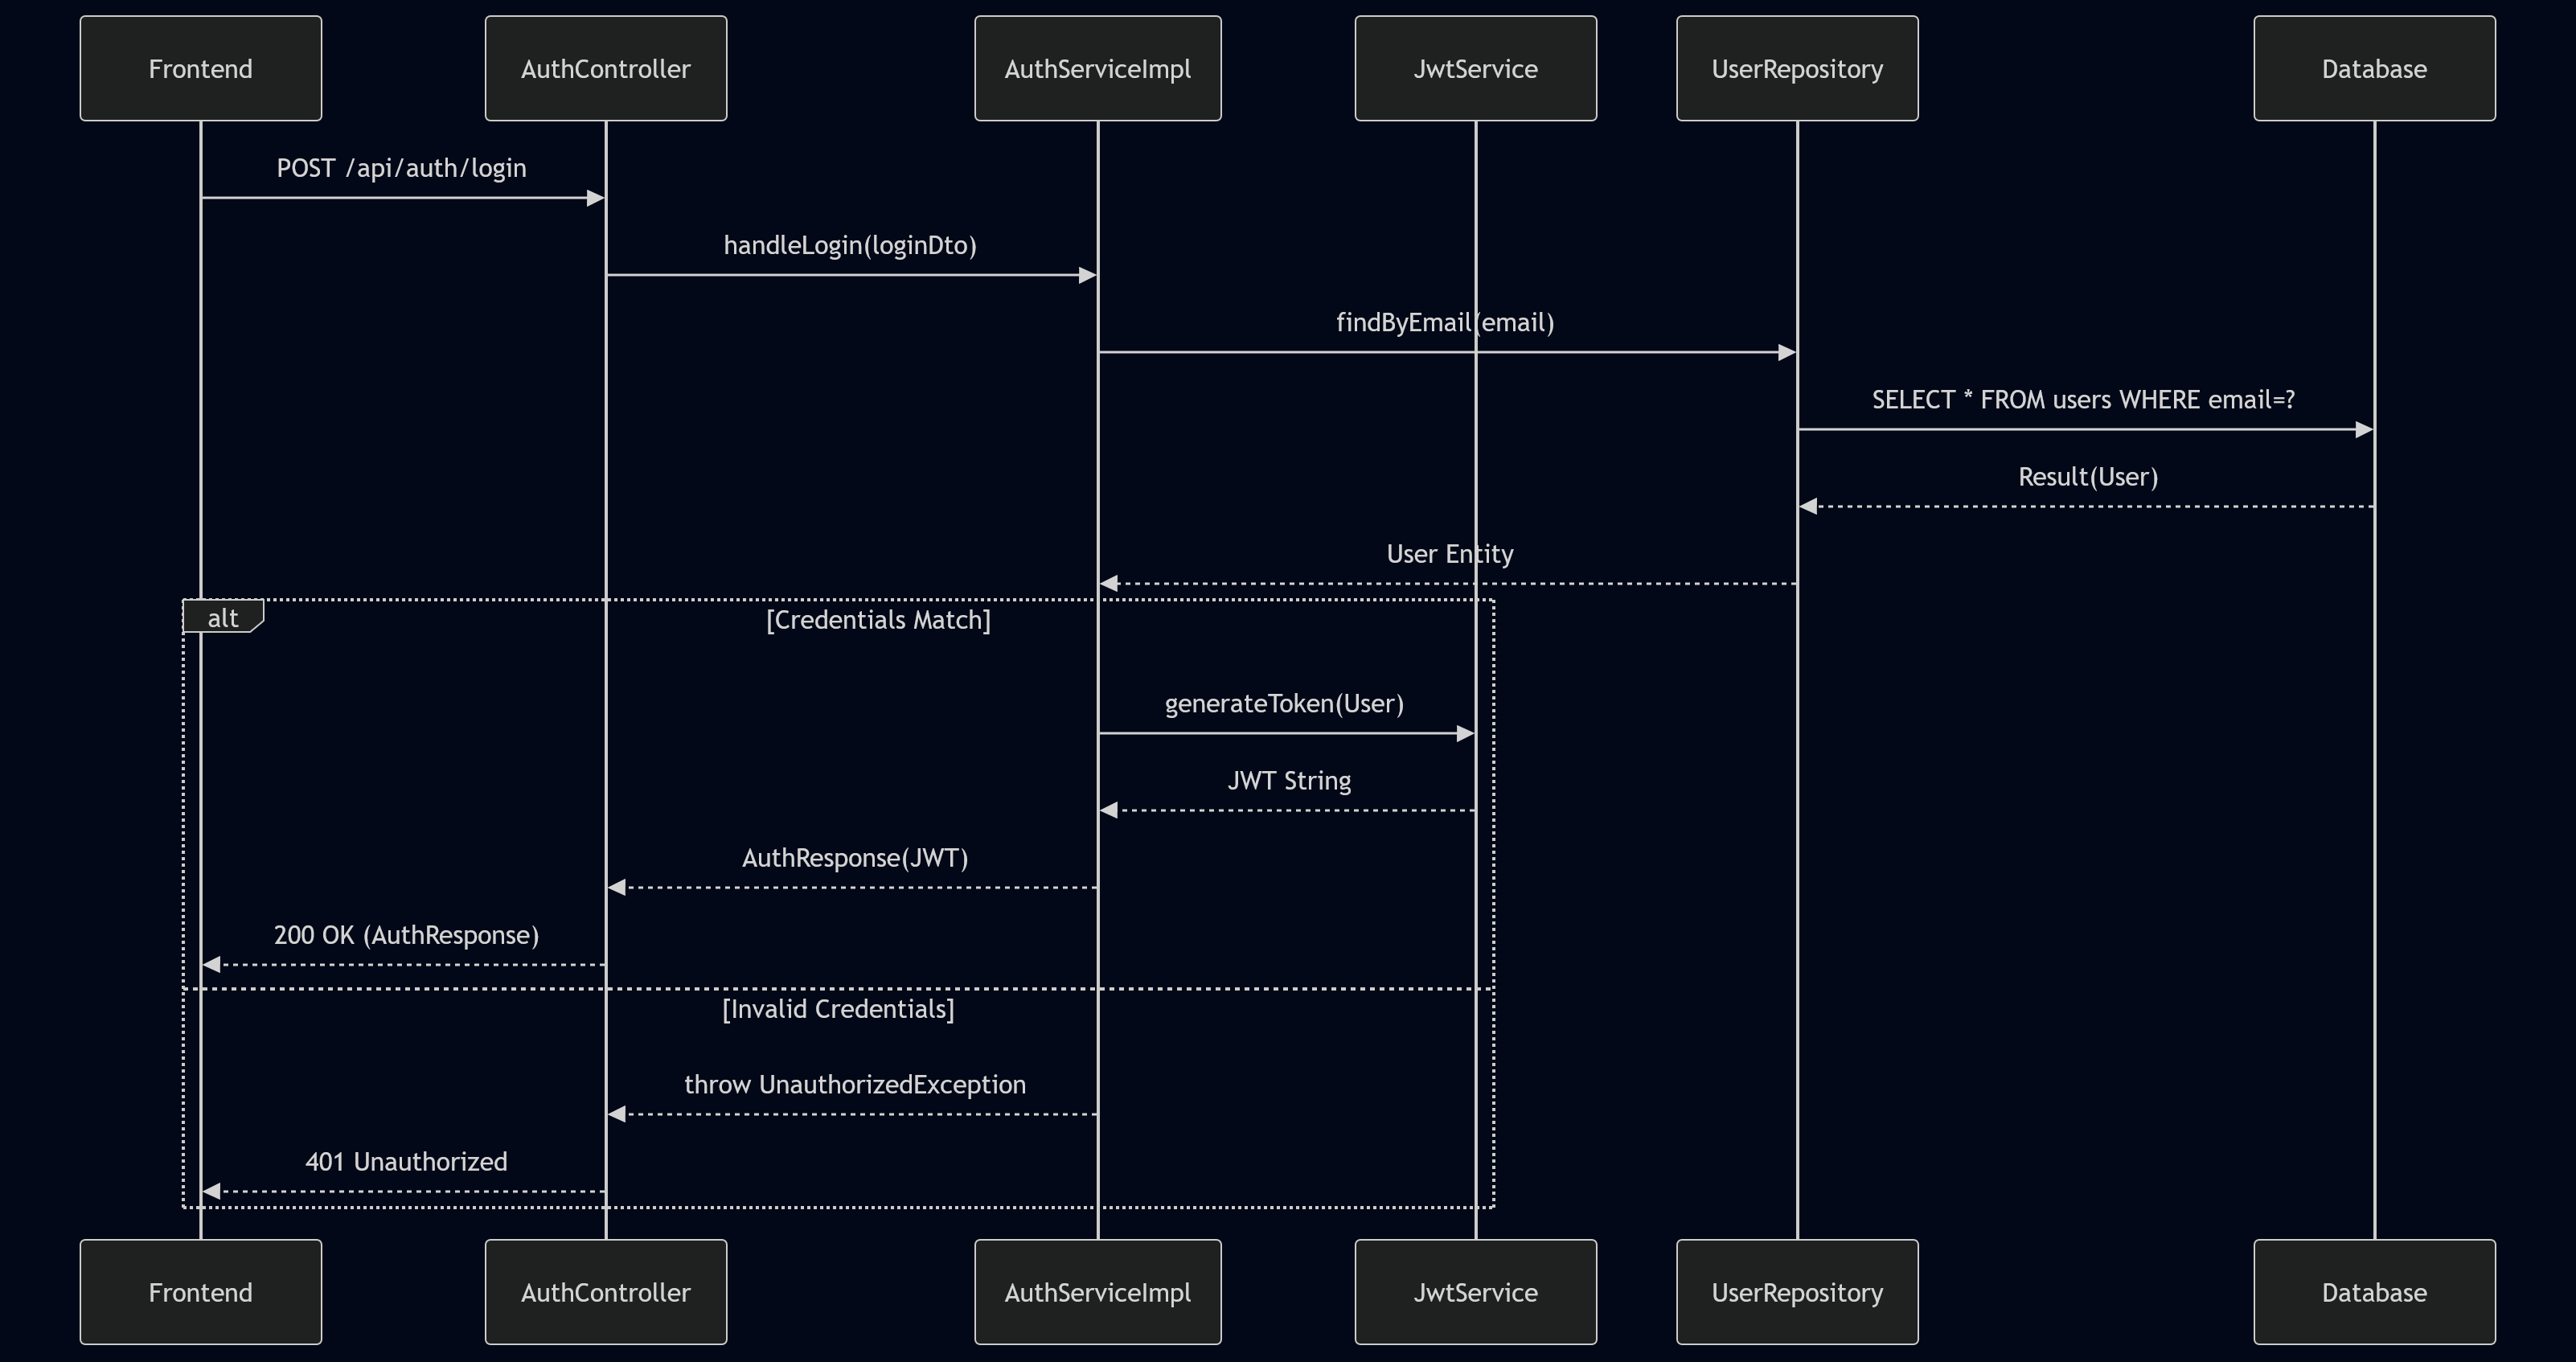 Frontend
AuthController
AuthServiceImpl
JwtService
UserRepository
Database
POST /api/auth/login
handleLogin(loginDto)
findByEmail(email)
SELECT * FROM users WHERE email=?
Result(User)
User Entity
alt
[Credentials Match]
generateToken(User)
JWT String
AuthResponse(JWT)
200 OK (AuthResponse)
[Invalid Credentials]
throw UnauthorizedException
401 Unauthorized
Frontend
AuthController
AuthServiceImpl
JwtService
UserRepository
Database